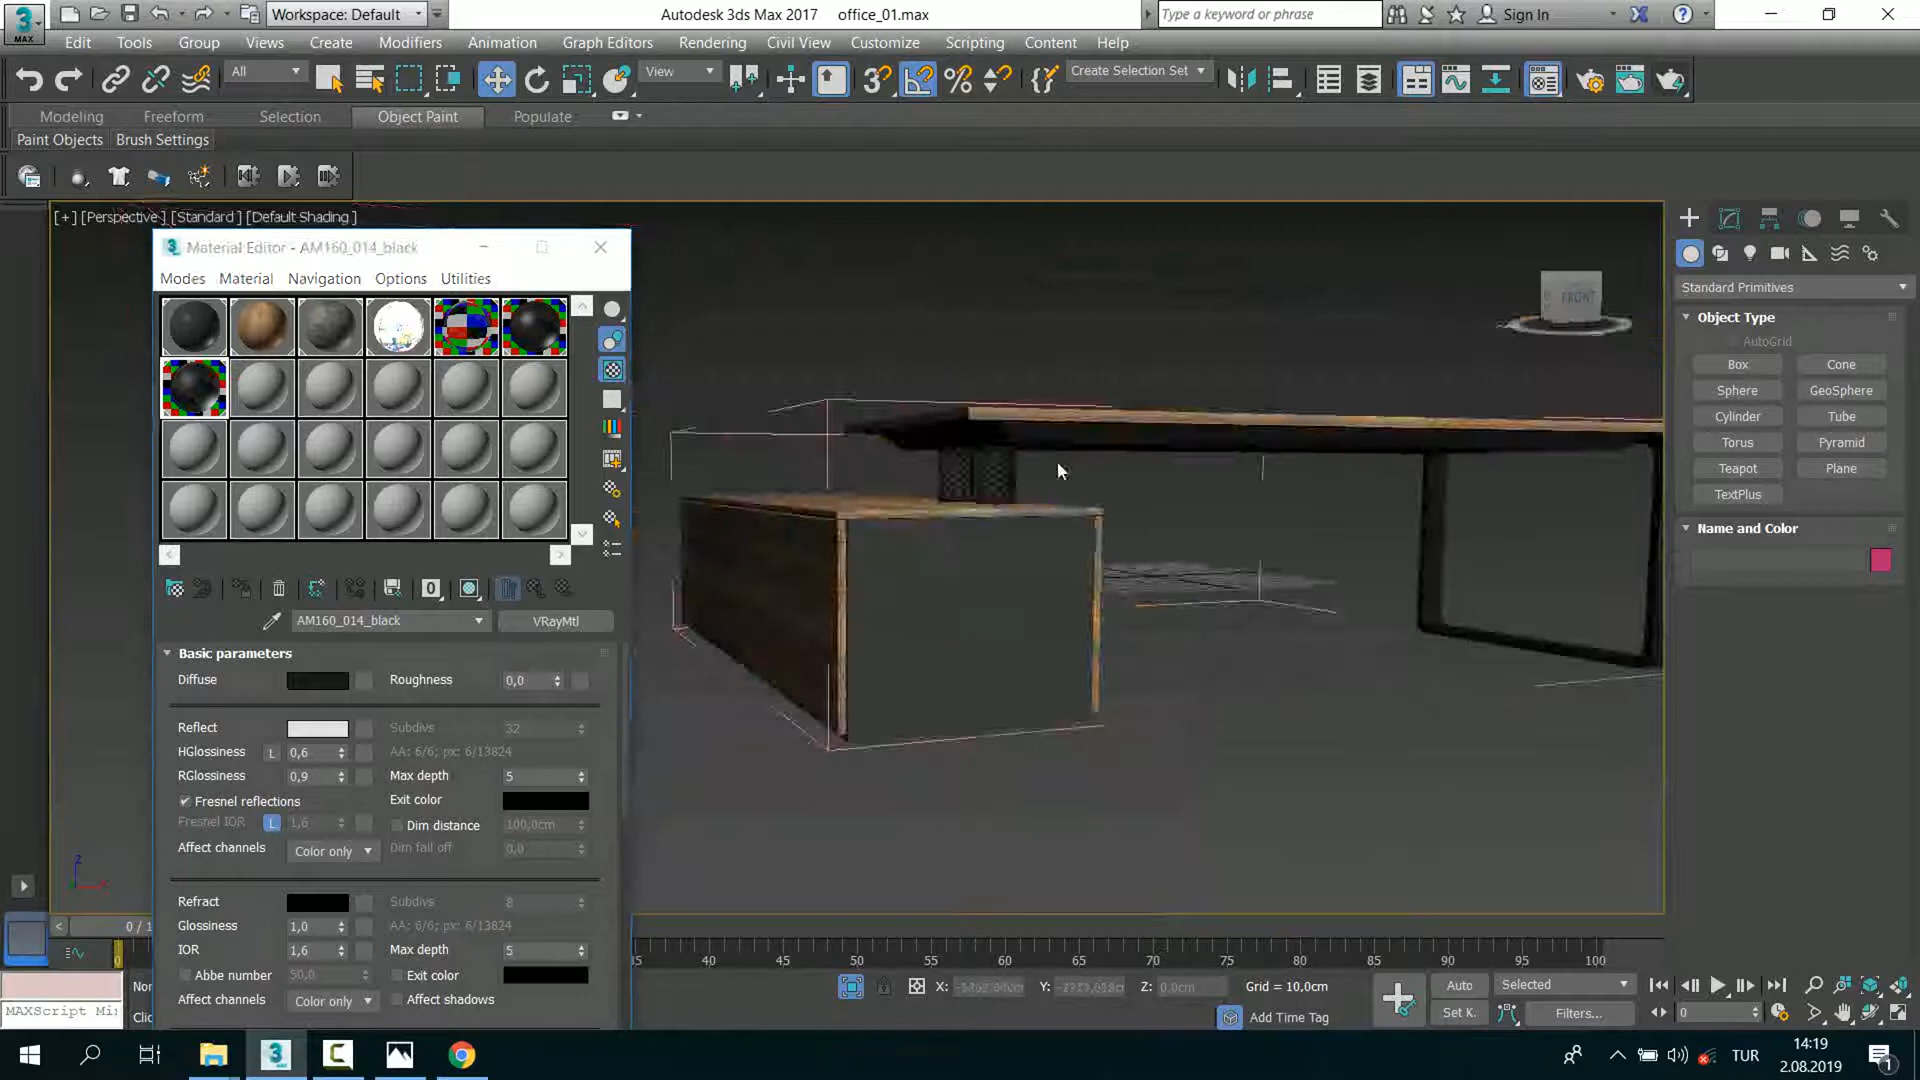 Workspace: Default
Autodesk 3ds Max 2017    office_01.max
Type a keyword or phrase
Sign In
MAX
Edit Tools Group Views Create Modifiers Animation Graph Editors Rendering Civil View Customize Scripting Content Help
All
View
Create Selection Set
Modeling Freeform Selection Object Paint Populate
Paint Objects Brush Settings
[+] [Perspective] [Standard] [Default Shading]
Material Editor - AM160_014_black
Modes Material Navigation Options Utilities
AM160_014_black
VRayMtl
Basic parameters
Diffuse
Roughness 0,0
Reflect
Subdivs 32
HGlossiness L 0,6
AA: 6/6; px: 6/13824
RGlossiness 0,9
Max depth 5
Fresnel reflections
Exit color
Fresnel IOR L 1,6
Dim distance 100,0cm
Affect channels Color only
Dim fall off 0,0
Refract
Subdivs 8
Glossiness 1,0
AA: 6/6; px: 6/13824
IOR 1,6
Max depth 5
Abbe number 50,0
Exit color
Affect channels Color only
Affect shadows
FRONT
Standard Primitives
Object Type
AutoGrid
Box Cone
Sphere GeoSphere
Cylinder Tube
Torus Pyramid
Teapot Plane
TextPlus
Name and Color
0 / 1
0
35 40 45 50 55 60 65 70 75 80 85 90 95 100
Non
MAXScript Mi
Clic
X:
Y:
Z: 0,0cm
Grid = 10,0cm
Add Time Tag
Auto
Selected
Set K.
Filters...
0
TUR
14:19
2.08.2019
1